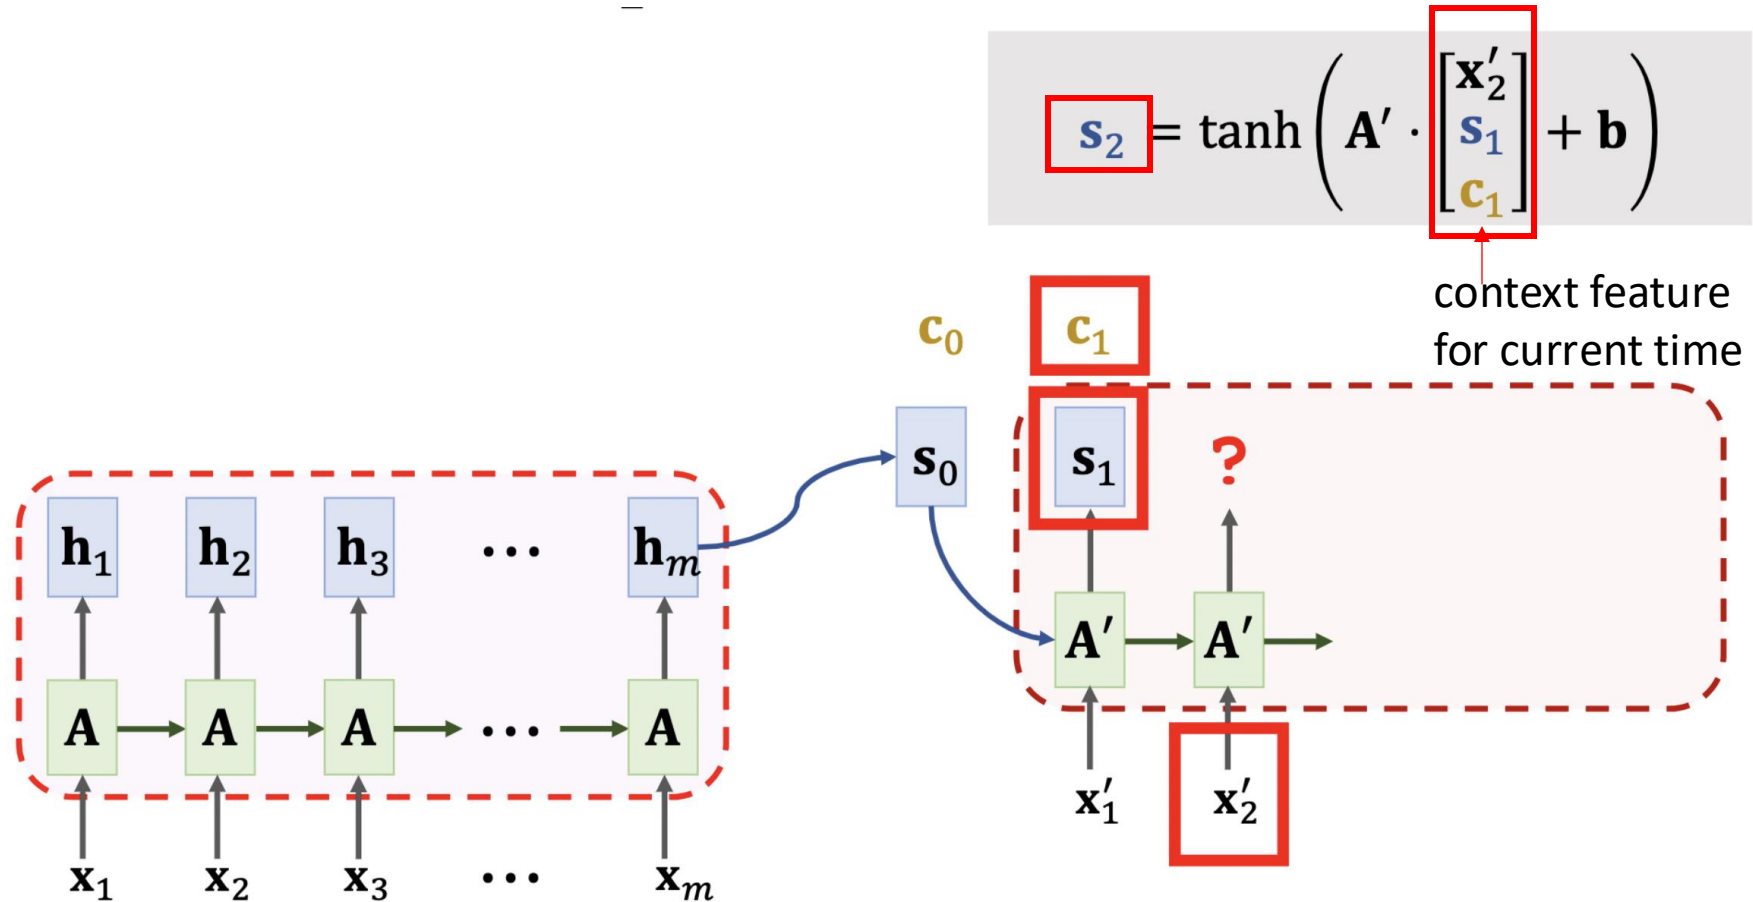 s₂ = tanh(A′ · [x′₂ s₁ c₁] + b)
context feature
for current time
c₀ c₁
s₀ s₁ ?
h₁ h₂ h₃ ⋯ hₘ
A′ A′
A A A ⋯ A
x′₁ x′₂
x₁ x₂ x₃ ⋯ xₘ